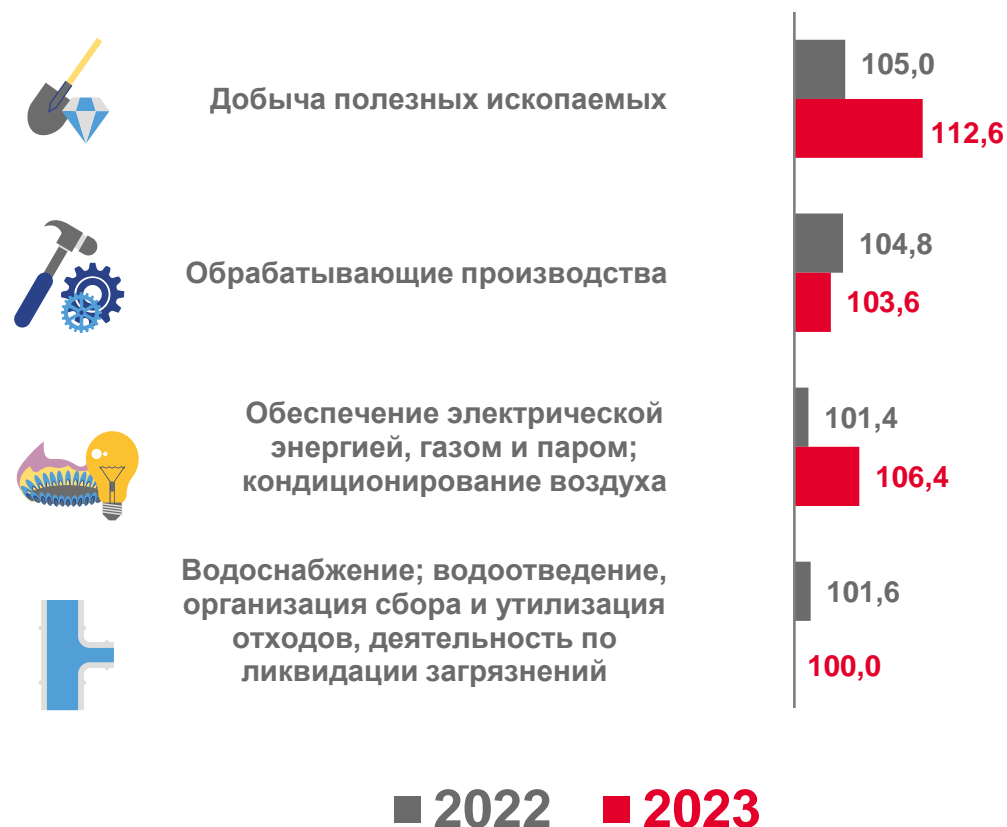 Добыча полезных ископаемых
105,0
112,6
Обрабатывающие производства
104,8
103,6
Обеспечение электрической
энергией, газом и паром;
кондиционирование воздуха
101,4
106,4
Водоснабжение; водоотведение,
организация сбора и утилизация
отходов, деятельность по
ликвидации загрязнений
101,6
100,0
2022 2023